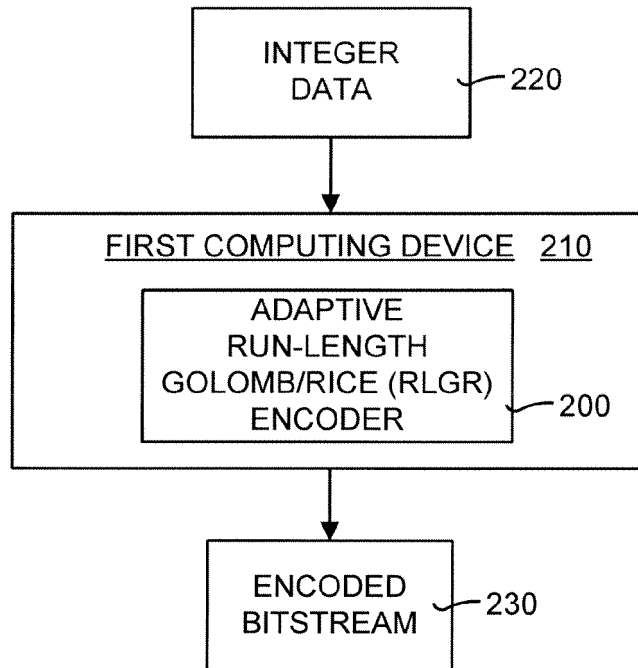 INTEGER
DATA
220
FIRST COMPUTING DEVICE 210
ADAPTIVE
RUN-LENGTH
GOLOMB/RICE (RLGR)
ENCODER
200
ENCODED
BITSTREAM
230